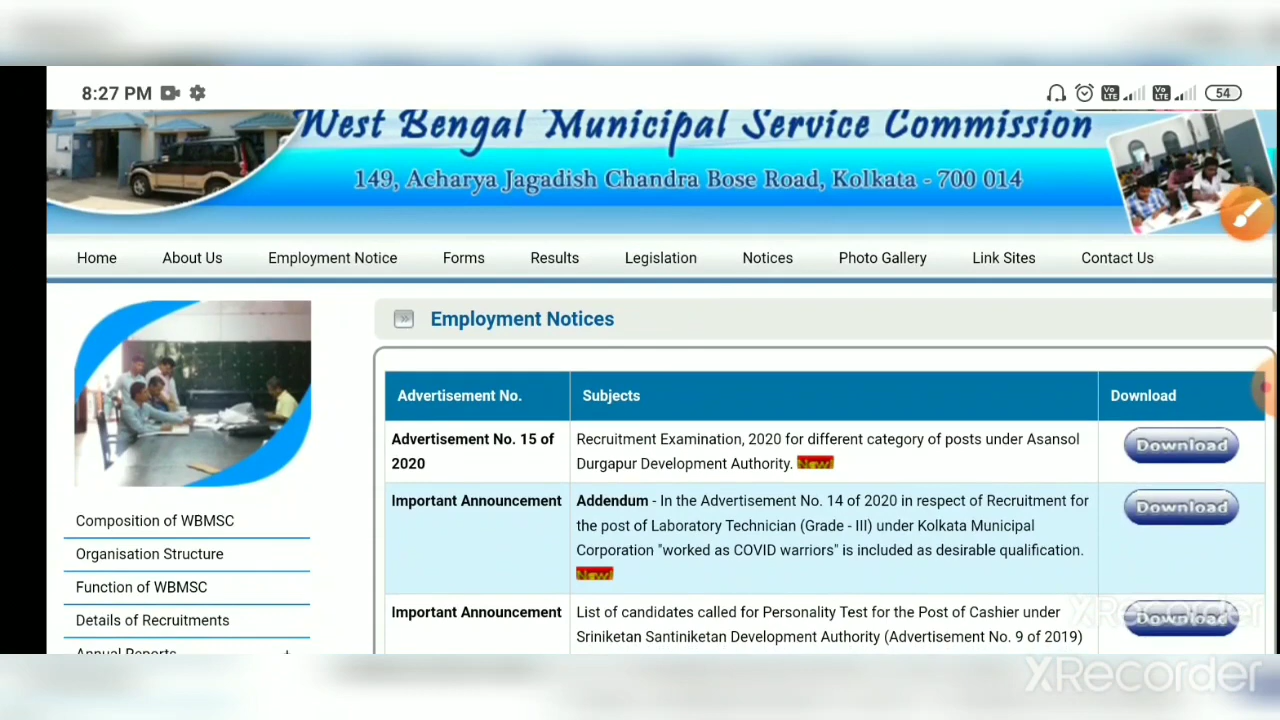 8:27 PM
Vo LTE
Vo LTE
54
West Bengal Municipal Service Commission
149, Acharya Jagadish Chandra Bose Road, Kolkata - 700 014
Home About Us Employment Notice Forms Results Legislation Notices Photo Gallery Link Sites Contact Us
Employment Notices
Advertisement No. Subjects Download
Advertisement No. 15 of 2020
Recruitment Examination, 2020 for different category of posts under Asansol
Durgapur Development Authority. New!
Download
Important Announcement
Addendum - In the Advertisement No. 14 of 2020 in respect of Recruitment for
the post of Laboratory Technician (Grade - III) under Kolkata Municipal
Corporation "worked as COVID warriors" is included as desirable qualification.
New!
Download
Important Announcement
List of candidates called for Personality Test for the Post of Cashier under
Sriniketan Santiniketan Development Authority (Advertisement No. 9 of 2019)
Download
Composition of WBMSC
Organisation Structure
Function of WBMSC
Details of Recruitments
Annual Reports +
XRecorder
XRecorder